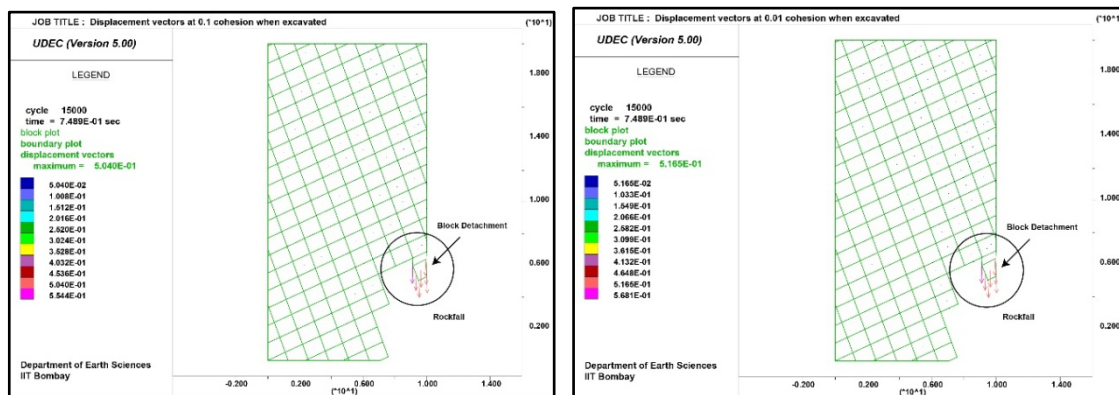 JOB TITLE : Displacement vectors at 0.1 cohesion when excavated
(*10^1)
UDEC (Version 5.00)
LEGEND
cycle 15000
time = 7.489E-01 sec
block plot
boundary plot
displacement vectors
maximum = 5.040E-01
5.040E-02
1.008E-01
1.512E-01
2.016E-01
2.520E-01
3.024E-01
3.528E-01
4.032E-01
4.536E-01
5.040E-01
5.544E-01
Department of Earth Sciences
IIT Bombay
Block Detachment
Rockfall
1.800
1.400
1.000
0.600
0.200
-0.200 0.200 0.600 1.000 1.400
(*10^1)
JOB TITLE : Displacement vectors at 0.01 cohesion when excavated
(*10^1)
UDEC (Version 5.00)
LEGEND
cycle 15000
time = 7.489E-01 sec
block plot
boundary plot
displacement vectors
maximum = 5.165E-01
5.165E-02
1.033E-01
1.549E-01
2.066E-01
2.582E-01
3.099E-01
3.615E-01
4.132E-01
4.648E-01
5.165E-01
5.681E-01
Department of Earth Sciences
IIT Bombay
Block Detachment
Rockfall
1.800
1.400
1.000
0.600
0.200
-0.200 0.200 0.600 1.000 1.400
(*10^1)